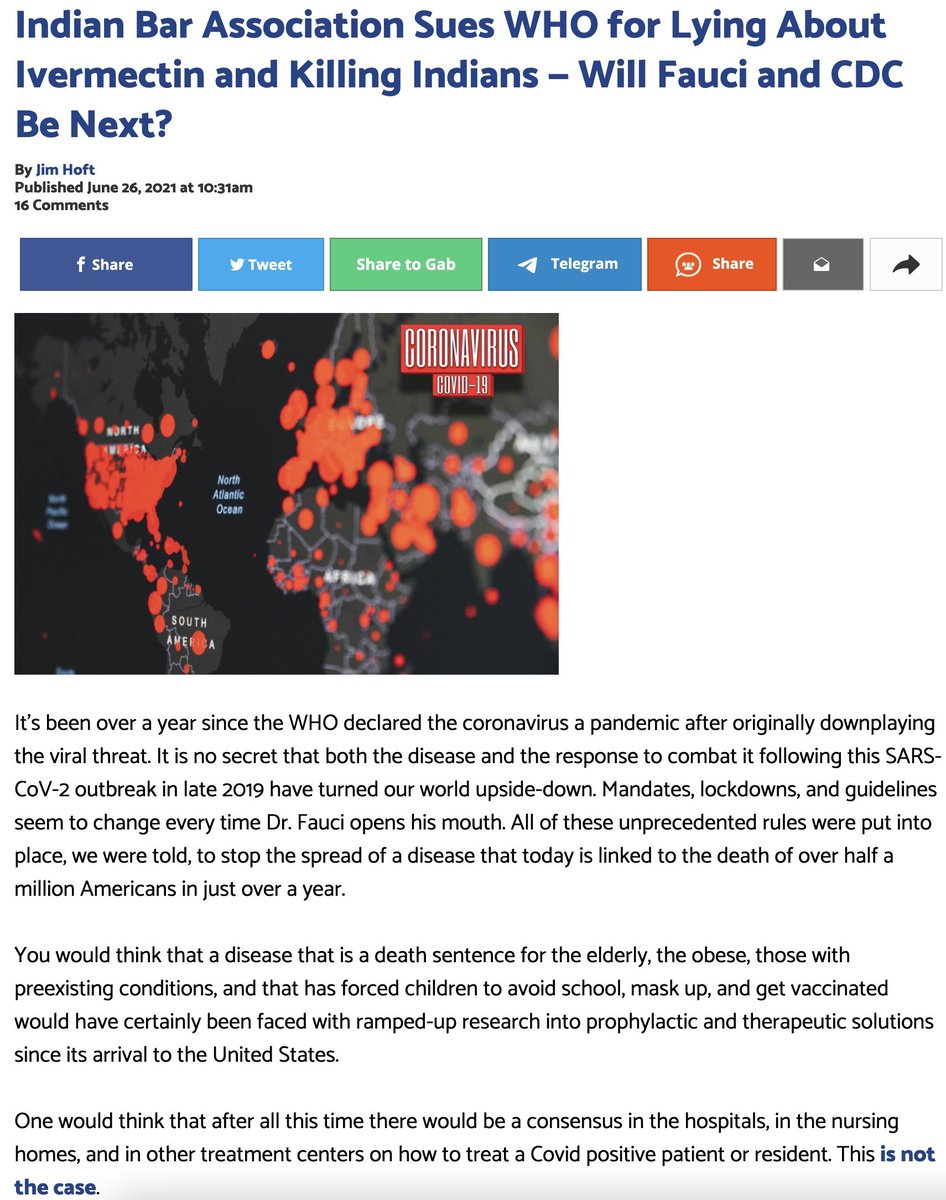 Indian Bar Association Sues WHO for Lying About
Ivermectin and Killing Indians – Will Fauci and CDC
Be Next?
By Jim Hoft
Published June 26, 2021 at 10:31am
16 Comments
Share
Tweet
Share to Gab
Telegram
Share
CORONAVIRUS
COVID-19
NORTH
AMERICA
North
Atlantic
Ocean
AFRICA
SOUTH
AMERICA
It's been over a year since the WHO declared the coronavirus a pandemic after originally downplaying
the viral threat. It is no secret that both the disease and the response to combat it following this SARS-
CoV-2 outbreak in late 2019 have turned our world upside-down. Mandates, lockdowns, and guidelines
seem to change every time Dr. Fauci opens his mouth. All of these unprecedented rules were put into
place, we were told, to stop the spread of a disease that today is linked to the death of over half a
million Americans in just over a year.
You would think that a disease that is a death sentence for the elderly, the obese, those with
preexisting conditions, and that has forced children to avoid school, mask up, and get vaccinated
would have certainly been faced with ramped-up research into prophylactic and therapeutic solutions
since its arrival to the United States.
One would think that after all this time there would be a consensus in the hospitals, in the nursing
homes, and in other treatment centers on how to treat a Covid positive patient or resident. This is not
the case.